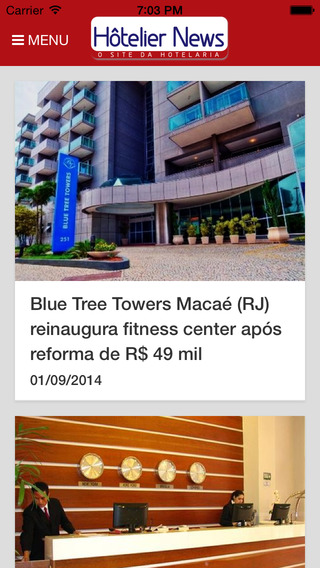 Carrier 7:03 PM
MENU
Hôtelier News
O SITE DA HOTELARIA
BLUE TREE TOWERS
251
Blue Tree Towers Macaé (RJ)
reinaugura fitness center após
reforma de R$ 49 mil
01/09/2014